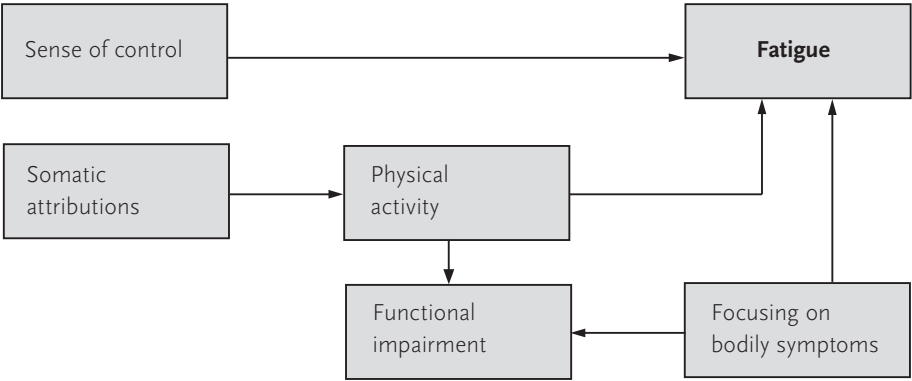 Sense of control
Fatigue
Somatic
attributions
Physical
activity
Functional
impairment
Focusing on
bodily symptoms